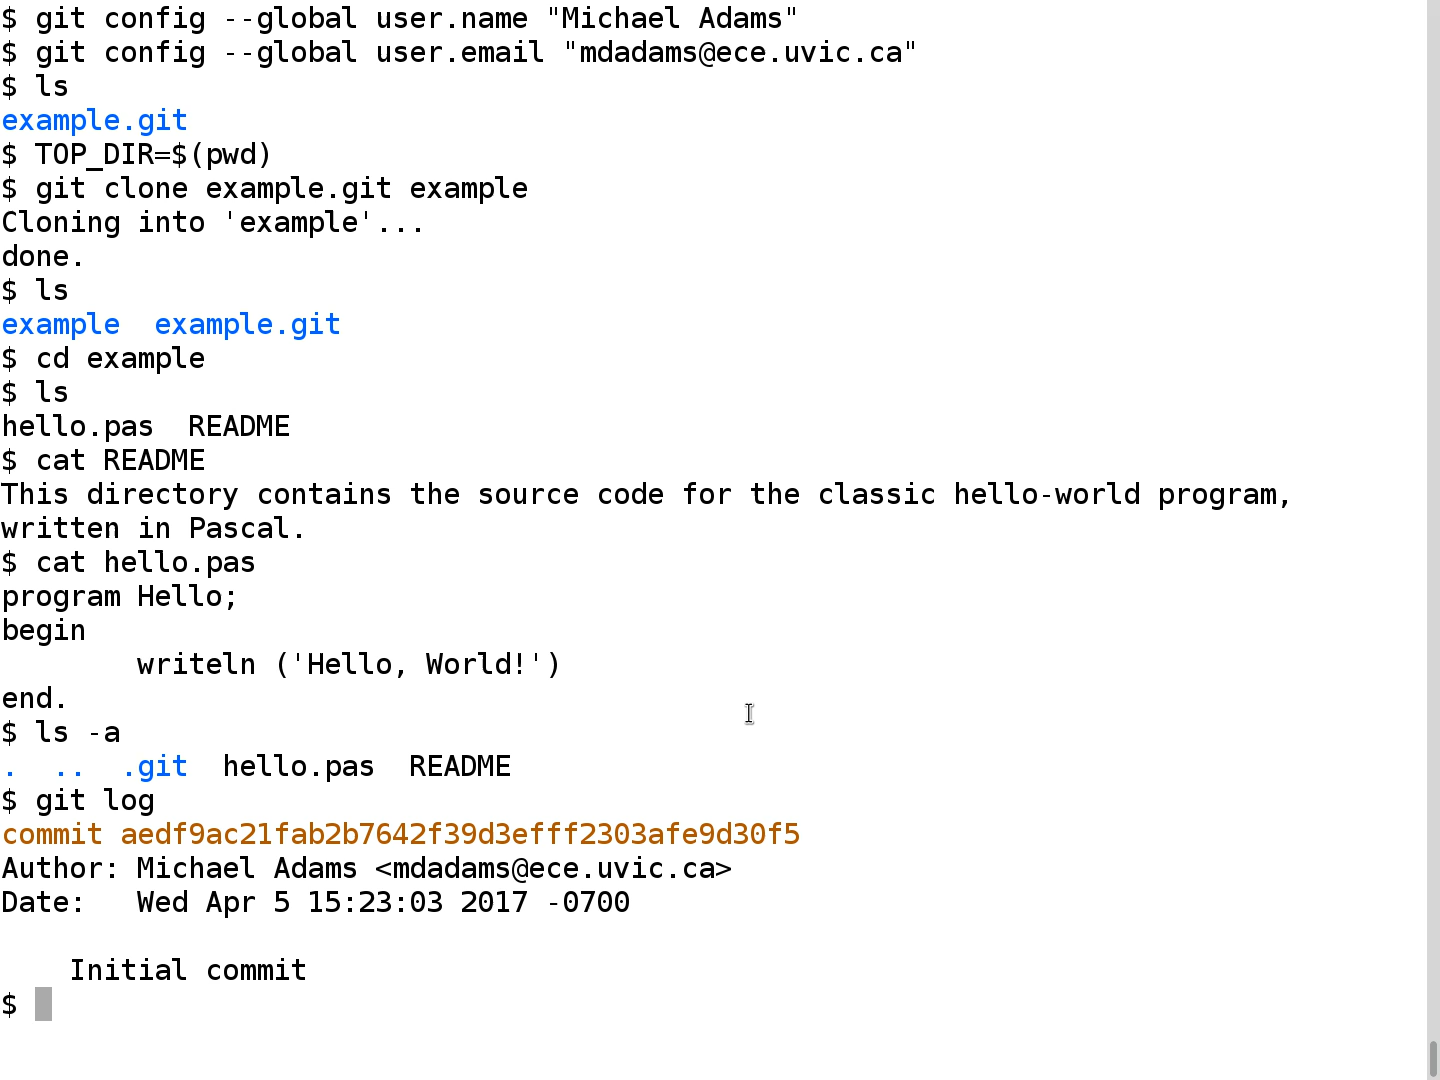 $ git config --global user.name "Michael Adams"
$ git config --global user.email "mdadams@ece.uvic.ca"
$ ls
example.git
$ TOP_DIR=$(pwd)
$ git clone example.git example
Cloning into 'example'...
done.
$ ls
example  example.git
$ cd example
$ ls
hello.pas  README
$ cat README
This directory contains the source code for the classic hello-world program,
written in Pascal.
$ cat hello.pas
program Hello;
begin
        writeln ('Hello, World!')
end.
$ ls -a
.  ..  .git  hello.pas  README
$ git log
commit aedf9ac21fab2b7642f39d3efff2303afe9d30f5
Author: Michael Adams <mdadams@ece.uvic.ca>
Date:   Wed Apr 5 15:23:03 2017 -0700

    Initial commit
$